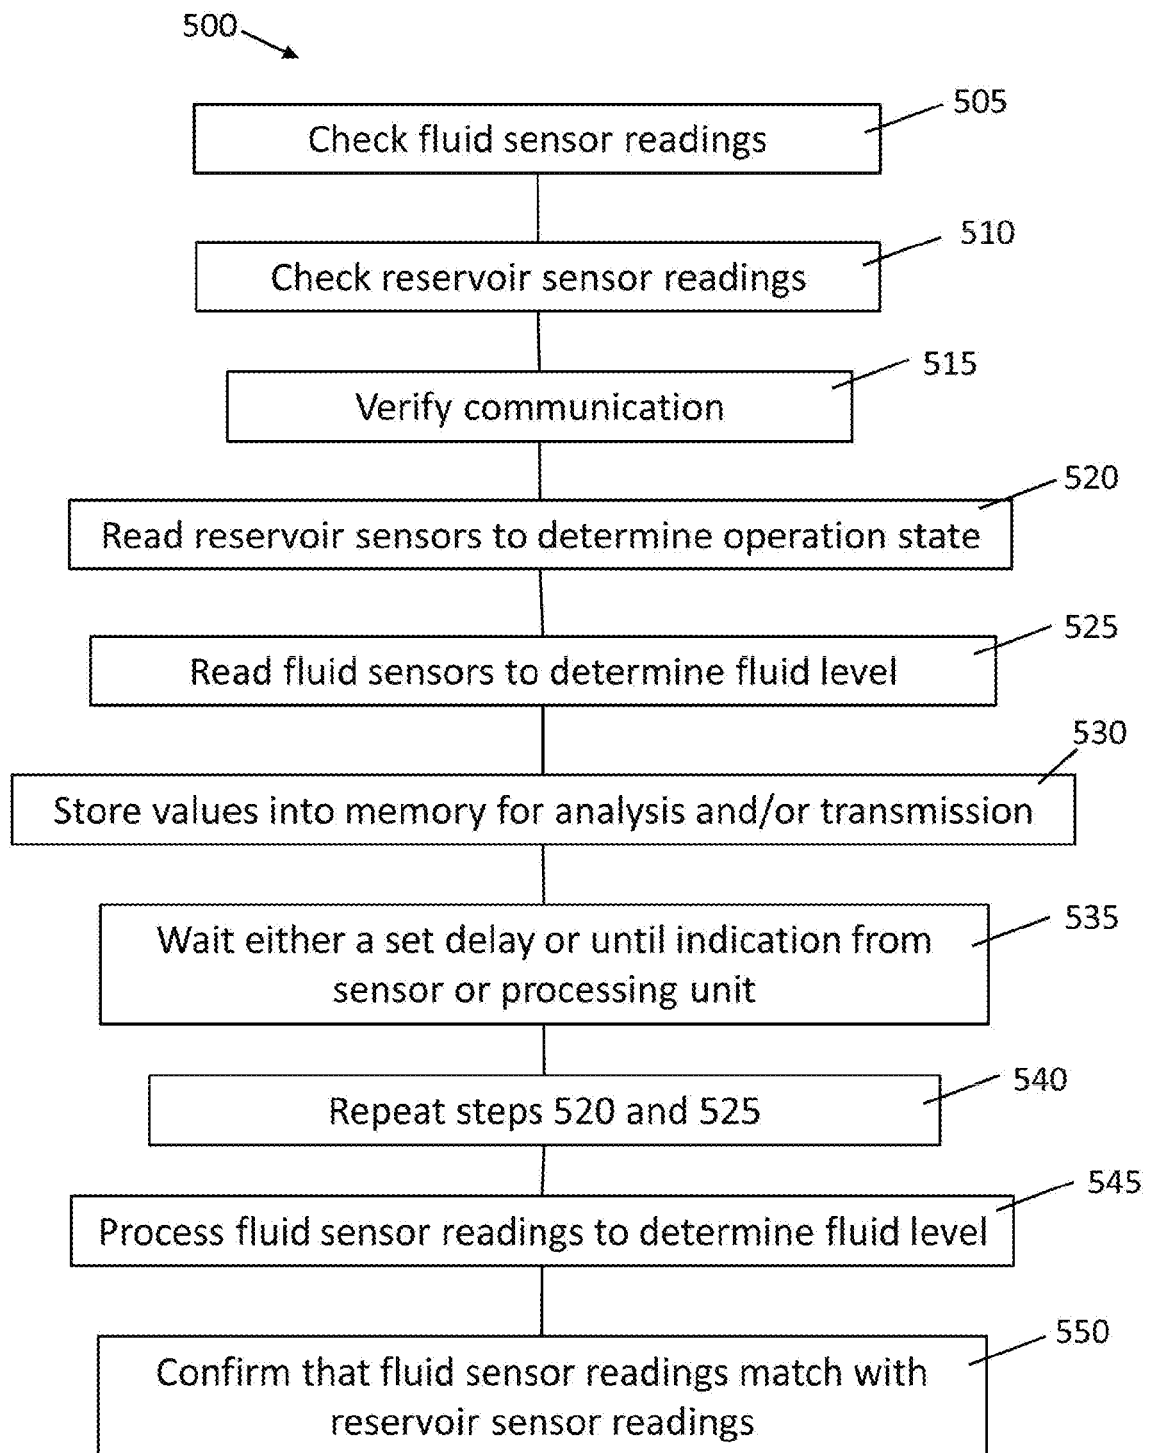 500
505
Check fluid sensor readings
510
Check reservoir sensor readings
515
Verify communication
520
Read reservoir sensors to determine operation state
525
Read fluid sensors to determine fluid level
530
Store values into memory for analysis and/or transmission
535
Wait either a set delay or until indication from
sensor or processing unit
540
Repeat steps 520 and 525
545
Process fluid sensor readings to determine fluid level
550
Confirm that fluid sensor readings match with
reservoir sensor readings